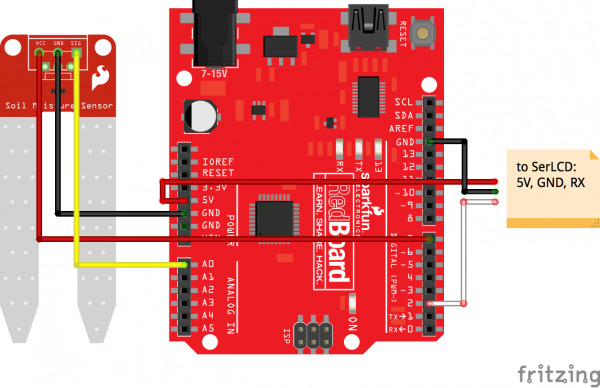 VCC GND SIG
Soil Moisture Sensor
7-15V
RESET
SCL
SDA
AREF
GND
13
12
~10
~9
8
IOREF
RESET
3.3V
5V
GND
GND
POWER
A0
A1
A2
A3
A4
A5
ANALOG IN
RX
TX
13
sparkfun
ELECTRONICS
RedBoard
LEARN. SHARE. HACK.
DIGITAL (PWM~)
~6
~5
4
~3
2
TX→1
RX←0
ON
ISP
to SerLCD:
5V, GND, RX
fritzing